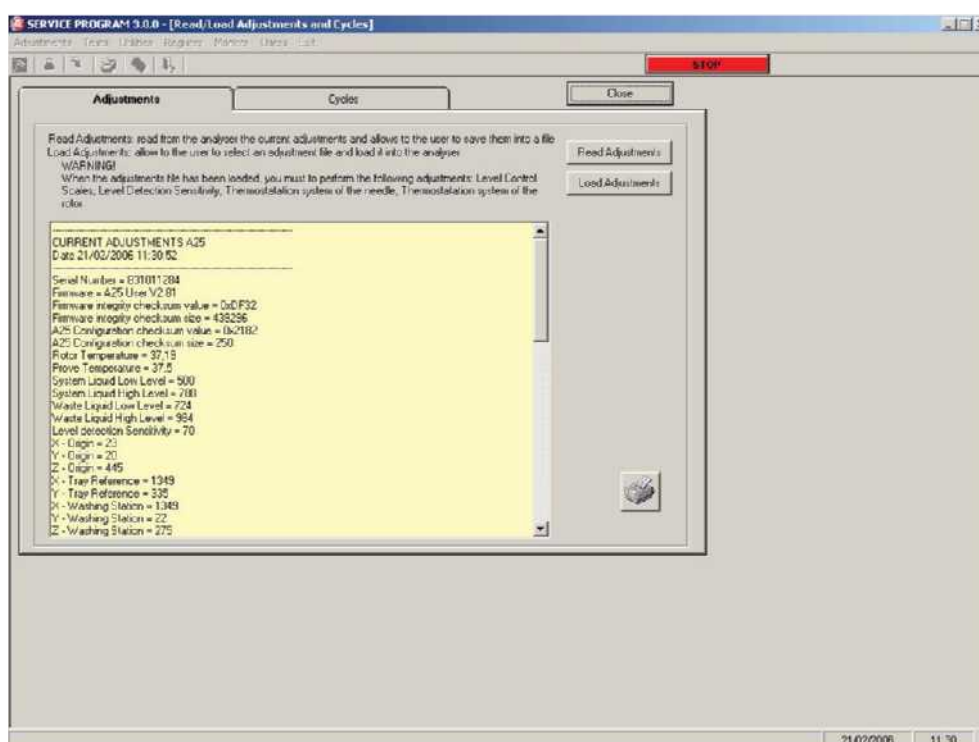 SERVICE PROGRAM 3.0.0 - [Read/Load Adjustments and Cycles]
Adjustments Tests Utilities Registre Monitor Users Exit
STOP
Adjustments
Cycles
Close
Read Adjustments: read from the analyser the current adjustments and allows to the user to save them into a file
Load Adjustments: allow to the user to select an adjustment file and load it into the analyser
WARNING!
When the adjustments file has been loaded, you must to perform the following adjustments: Level Control
Scales, Level Detection Sensitivity, Thermostatation system of the needle, Thermostatation system of the
rotor.
Read Adjustments
Load Adjustments
CURRENT ADJUSTMENTS A25
Date 21/02/2006 11:30:52
Serial Number = 831011284
Firmware = A25 User V2.81
Firmware integrity checksum value = 0xDF32
Firmware integrity checksum size = 439296
A25 Configuration checksum value = 0x2182
A25 Configuration checksum size = 250
Rotor Temperature = 37,19
Prove Temperature = 37.5
System Liquid Low Level = 500
System Liquid High Level = 788
Waste Liquid Low Level = 724
Waste Liquid High Level = 984
Level detection Sensitivity = 70
X - Origin = 23
Y - Origin = 20
Z - Origin = 445
X - Tray Reference = 1349
Y - Tray Reference = 335
X - Washing Station = 1349
Y - Washing Station = 22
Z - Washing Station = 275
21/02/2006 11:30